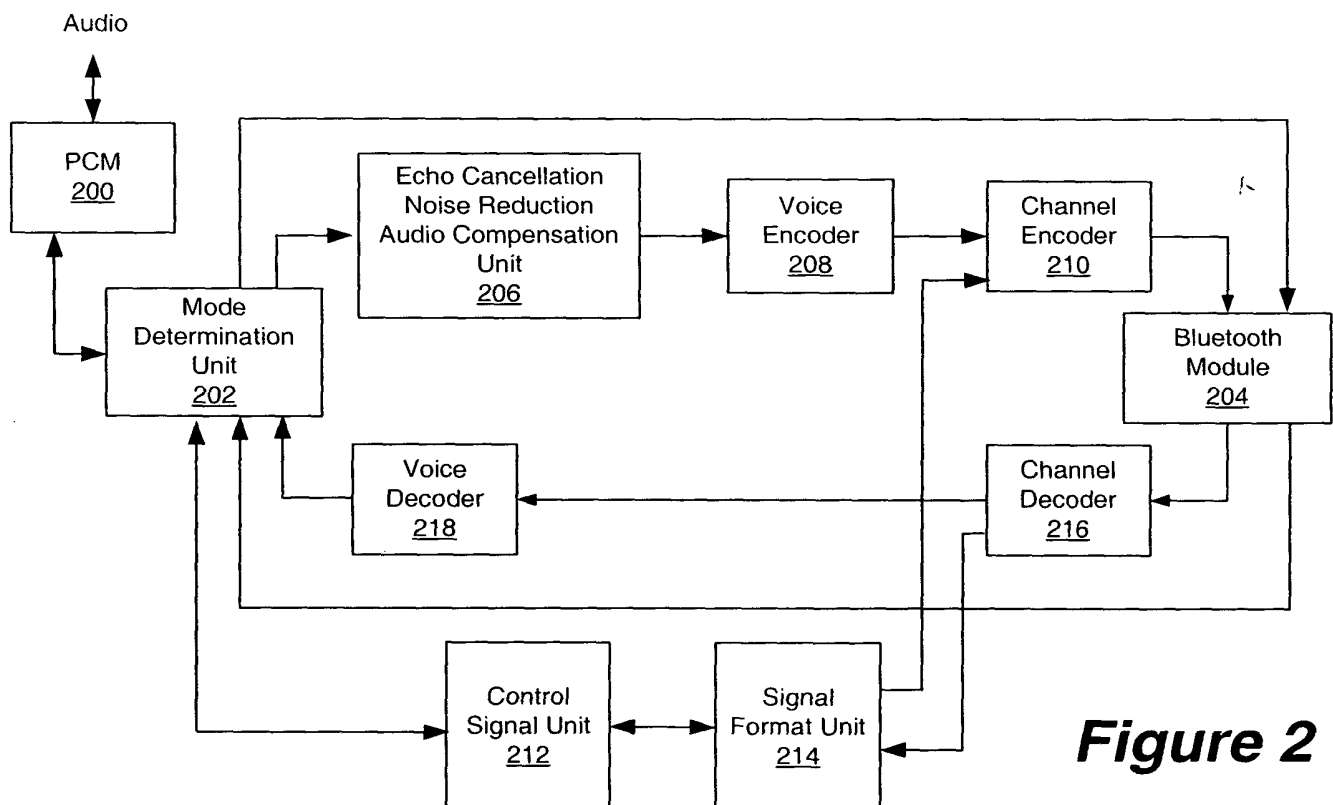 Audio
PCM
200
Echo Cancellation
Noise Reduction
Audio Compensation
Unit
206
Voice
Encoder
208
Channel
Encoder
210
Mode
Determination
Unit
202
Bluetooth
Module
204
Voice
Decoder
218
Channel
Decoder
216
Control
Signal Unit
212
Signal
Format Unit
214
Figure 2